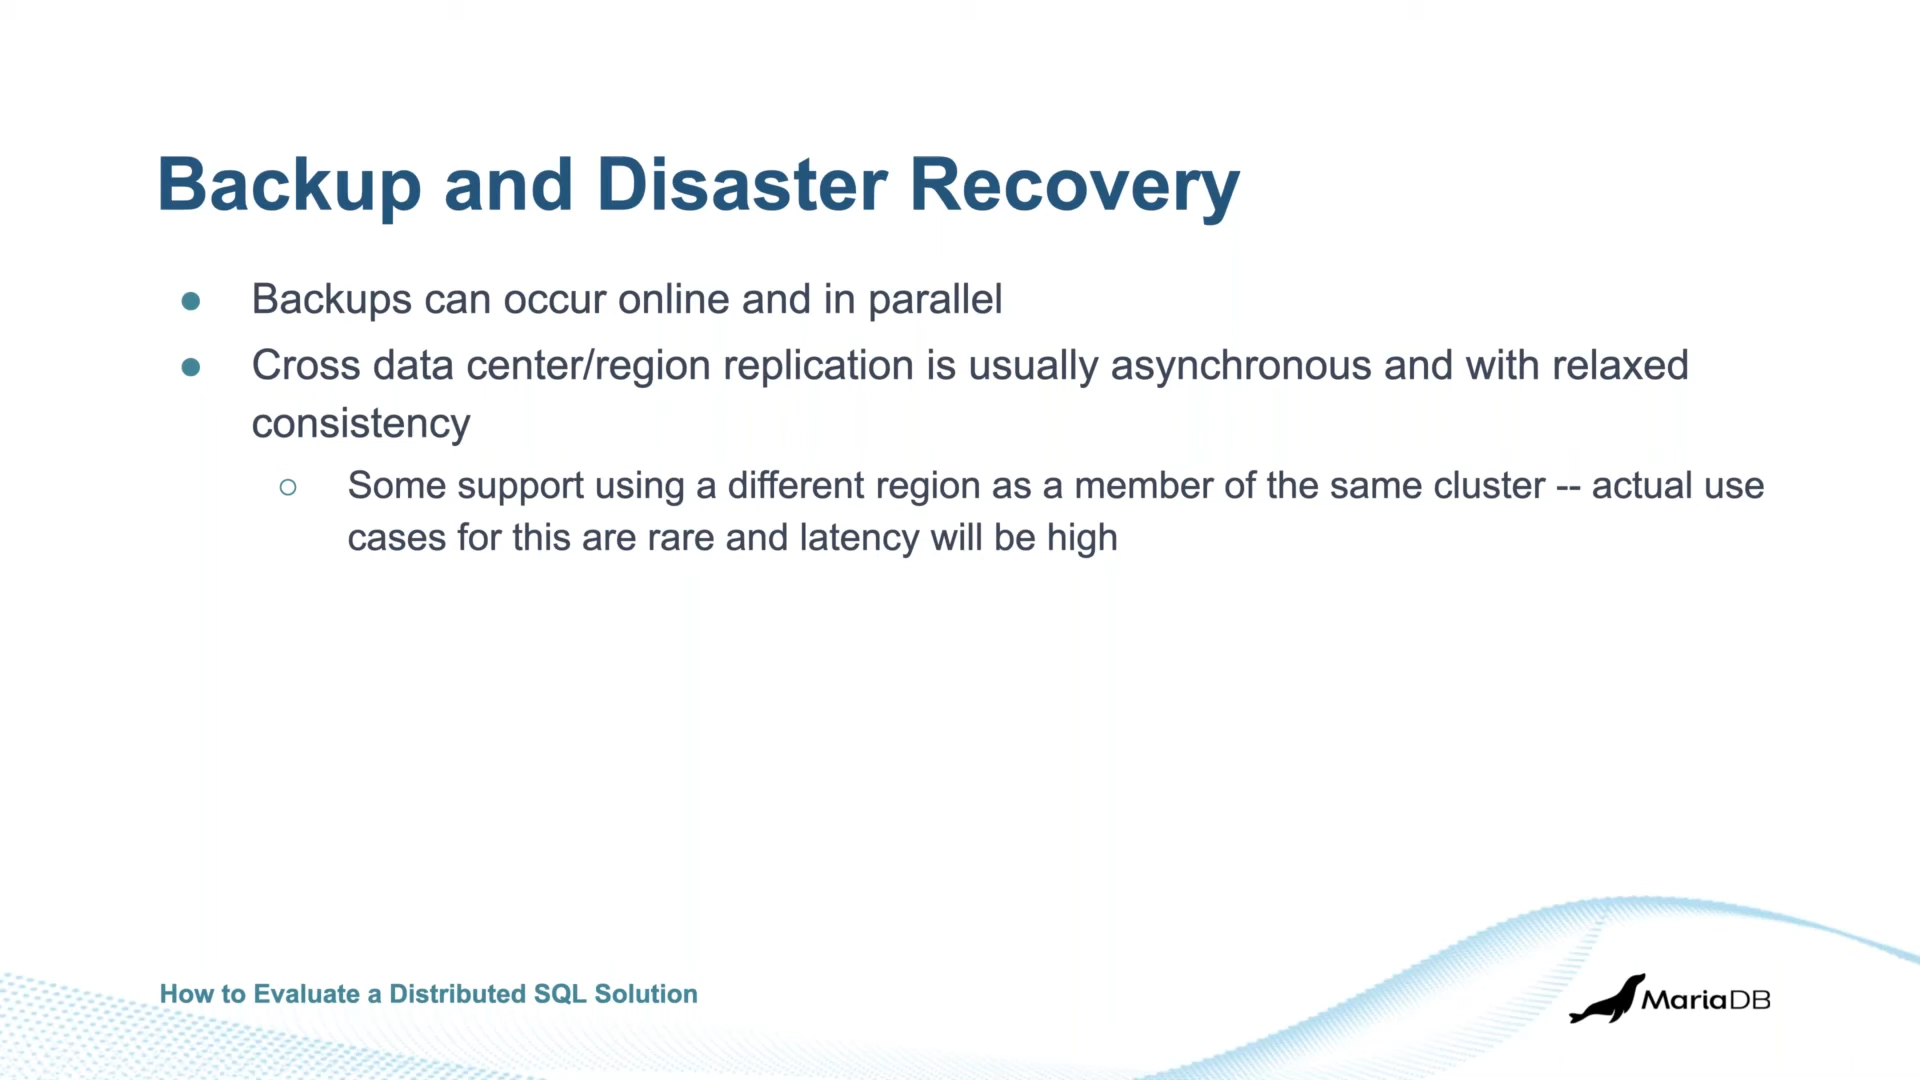 Backup and Disaster Recovery
● Backups can occur online and in parallel
● Cross data center/region replication is usually asynchronous and with relaxed
consistency
○ Some support using a different region as a member of the same cluster -- actual use
cases for this are rare and latency will be high
How to Evaluate a Distributed SQL Solution
MariaDB